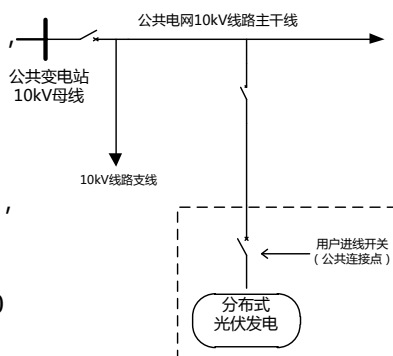 公共电网10kV线路主干线
,
公共变电站
10kV母线
10kV线路支线
,
用户进线开关
（公共连接点）
分布式
光伏发电
)